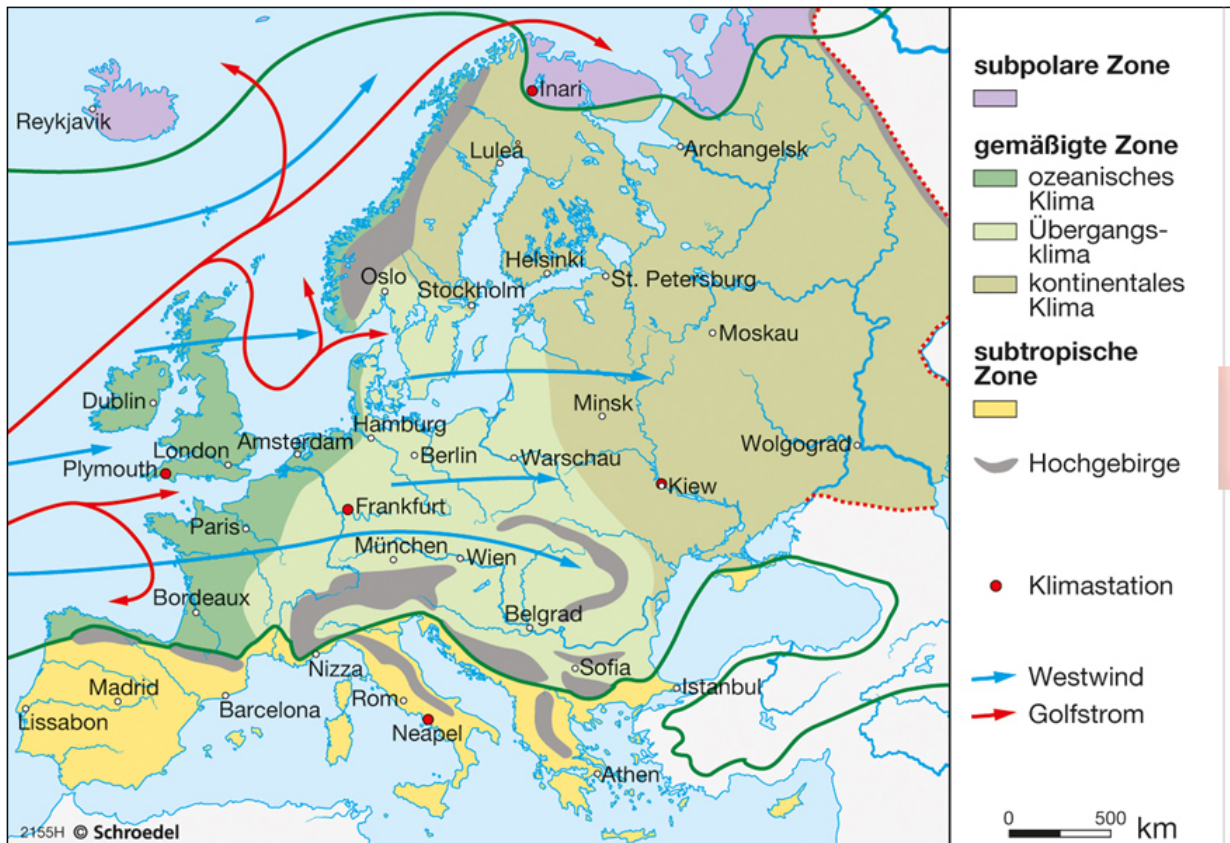 Reykjavik
Inari
Luleå
Archangelsk
Helsinki
Oslo
St. Petersburg
Stockholm
Moskau
Dublin
Minsk
Hamburg
Amsterdam
London
Wolgograd
Berlin
Plymouth
Warschau
Kiew
Frankfurt
Paris
München
Wien
Bordeaux
Belgrad
Nizza
Sofia
Madrid
Istanbul
Rom
Barcelona
Lissabon
Neapel
Athen
2155H © Schroedel
subpolare Zone
gemäßigte Zone
ozeanisches
Klima
Übergangs-
klima
kontinentales
Klima
subtropische
Zone
Hochgebirge
Klimastation
Westwind
Golfstrom
0 500 km